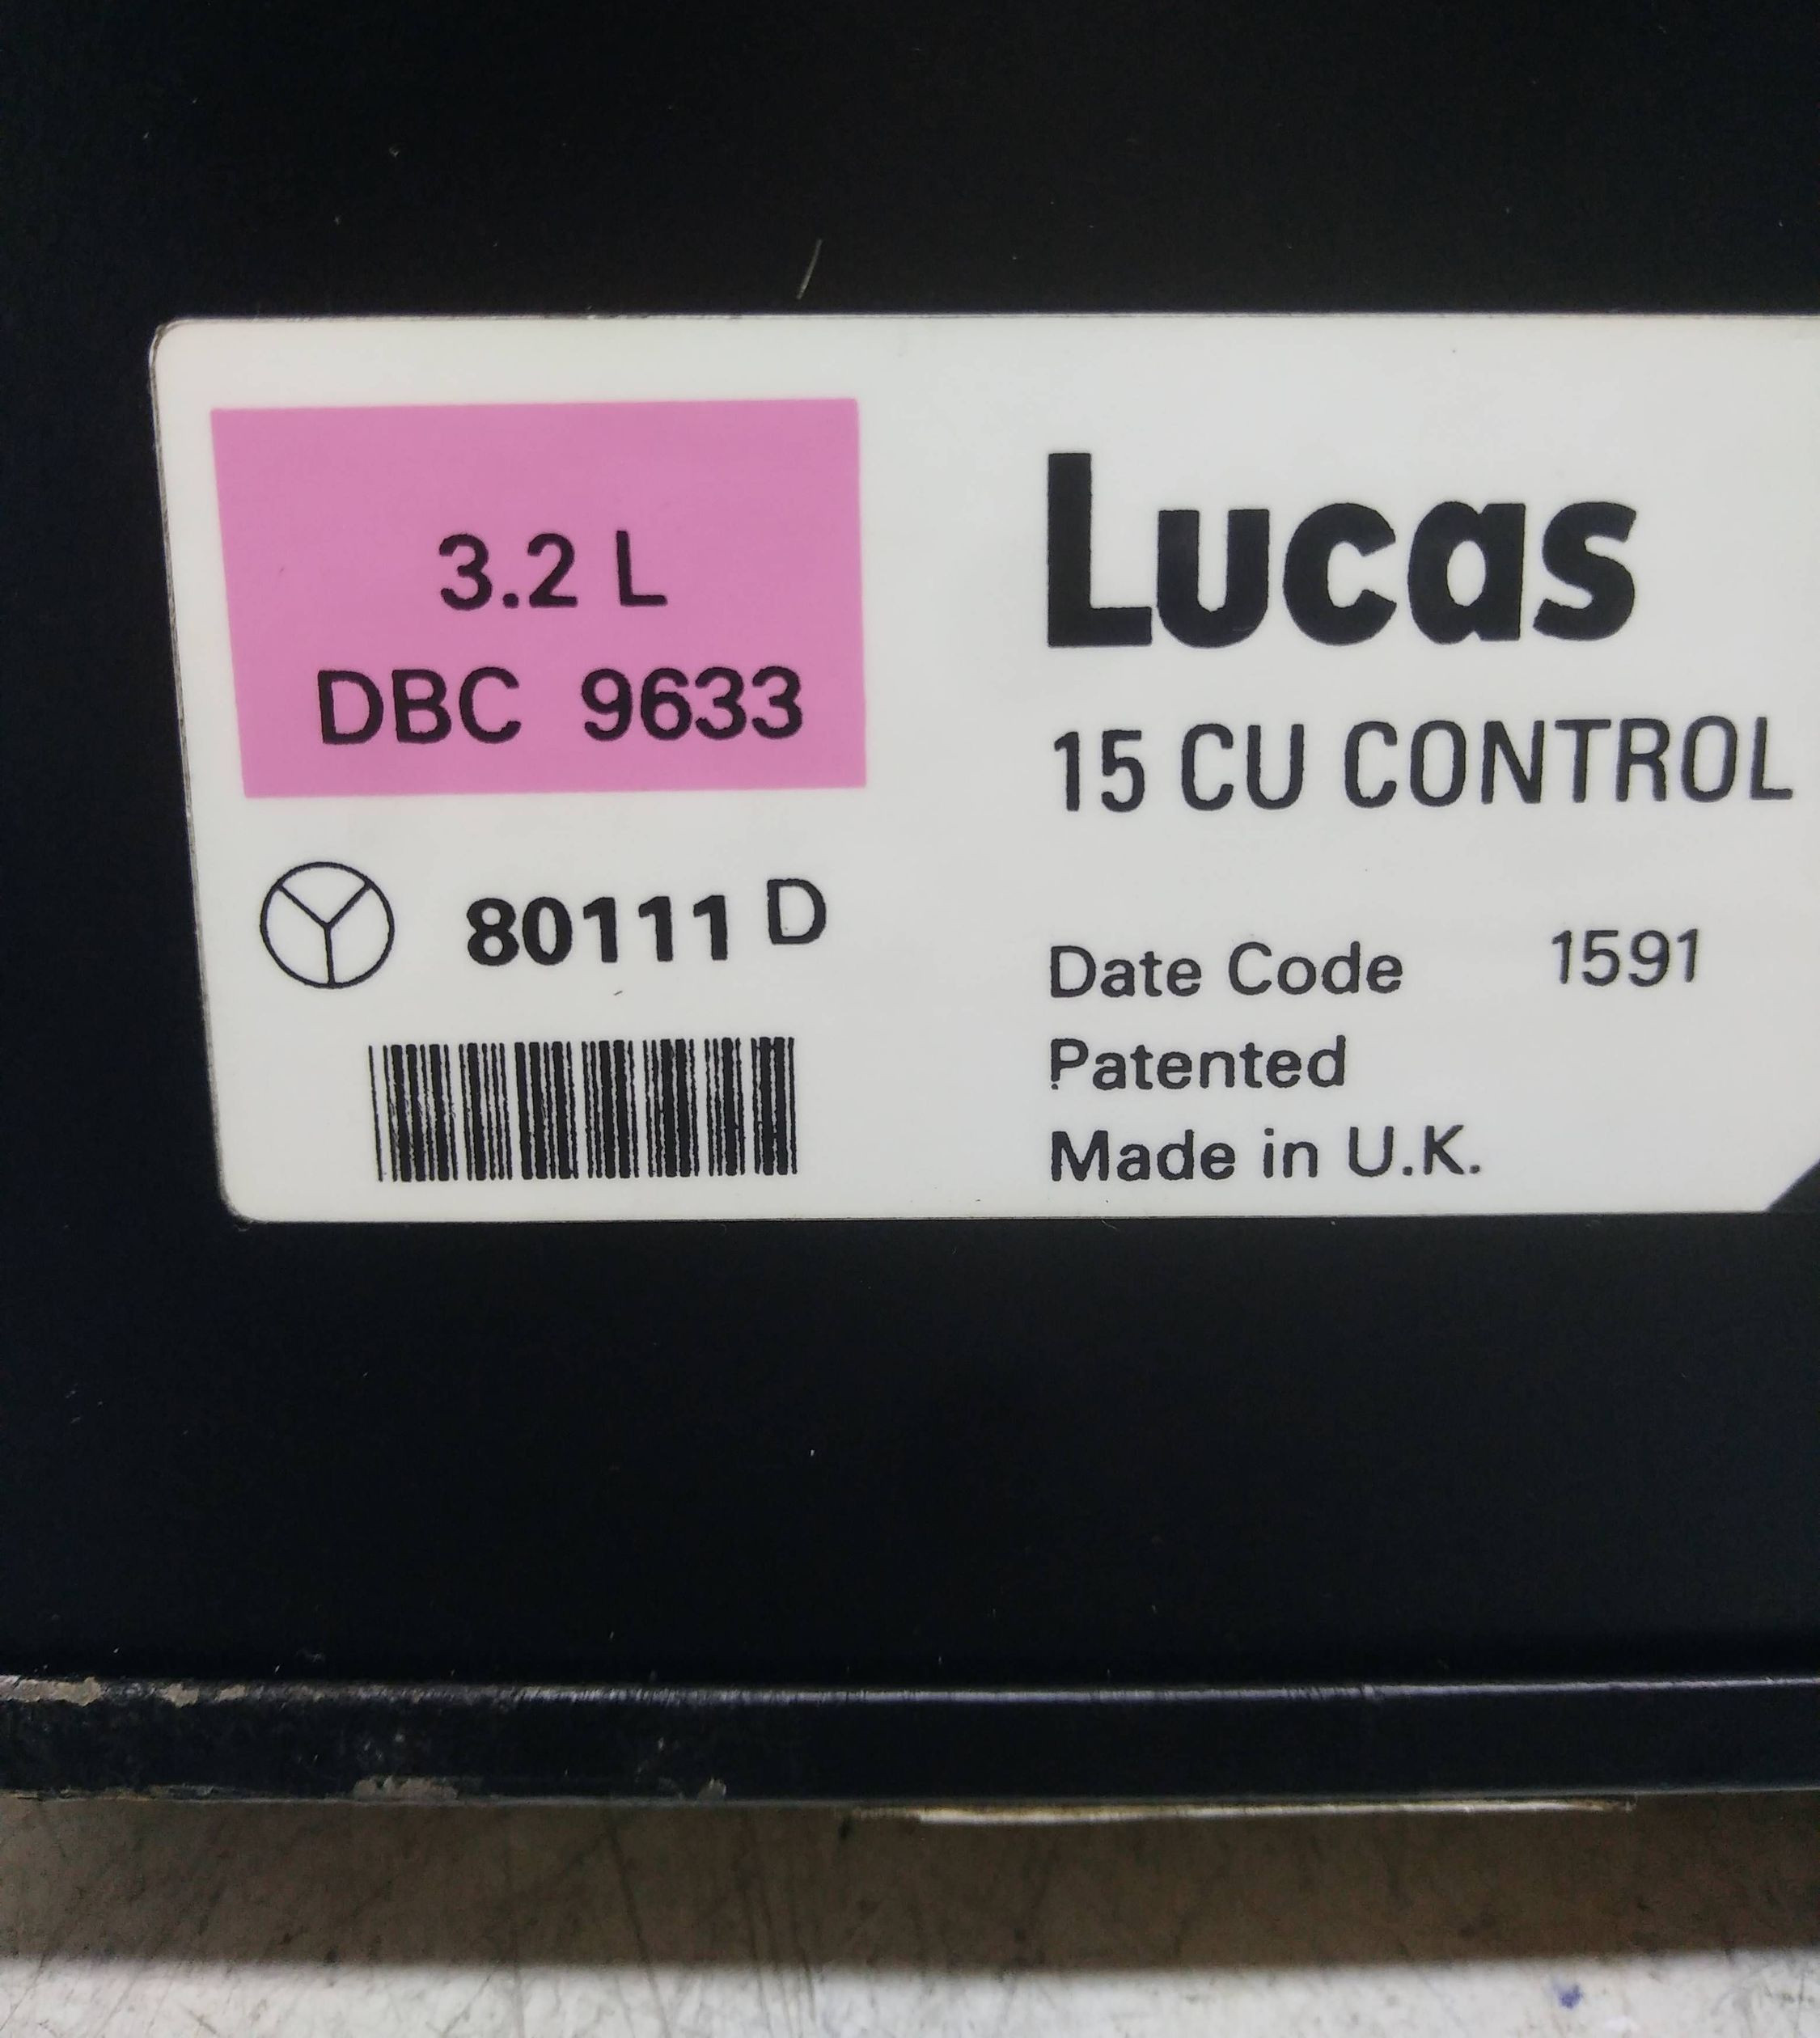 3.2 L
DBC 9633
80111 D
Lucas
15 CU CONTROL
Date Code 1591
Patented
Made in U.K.